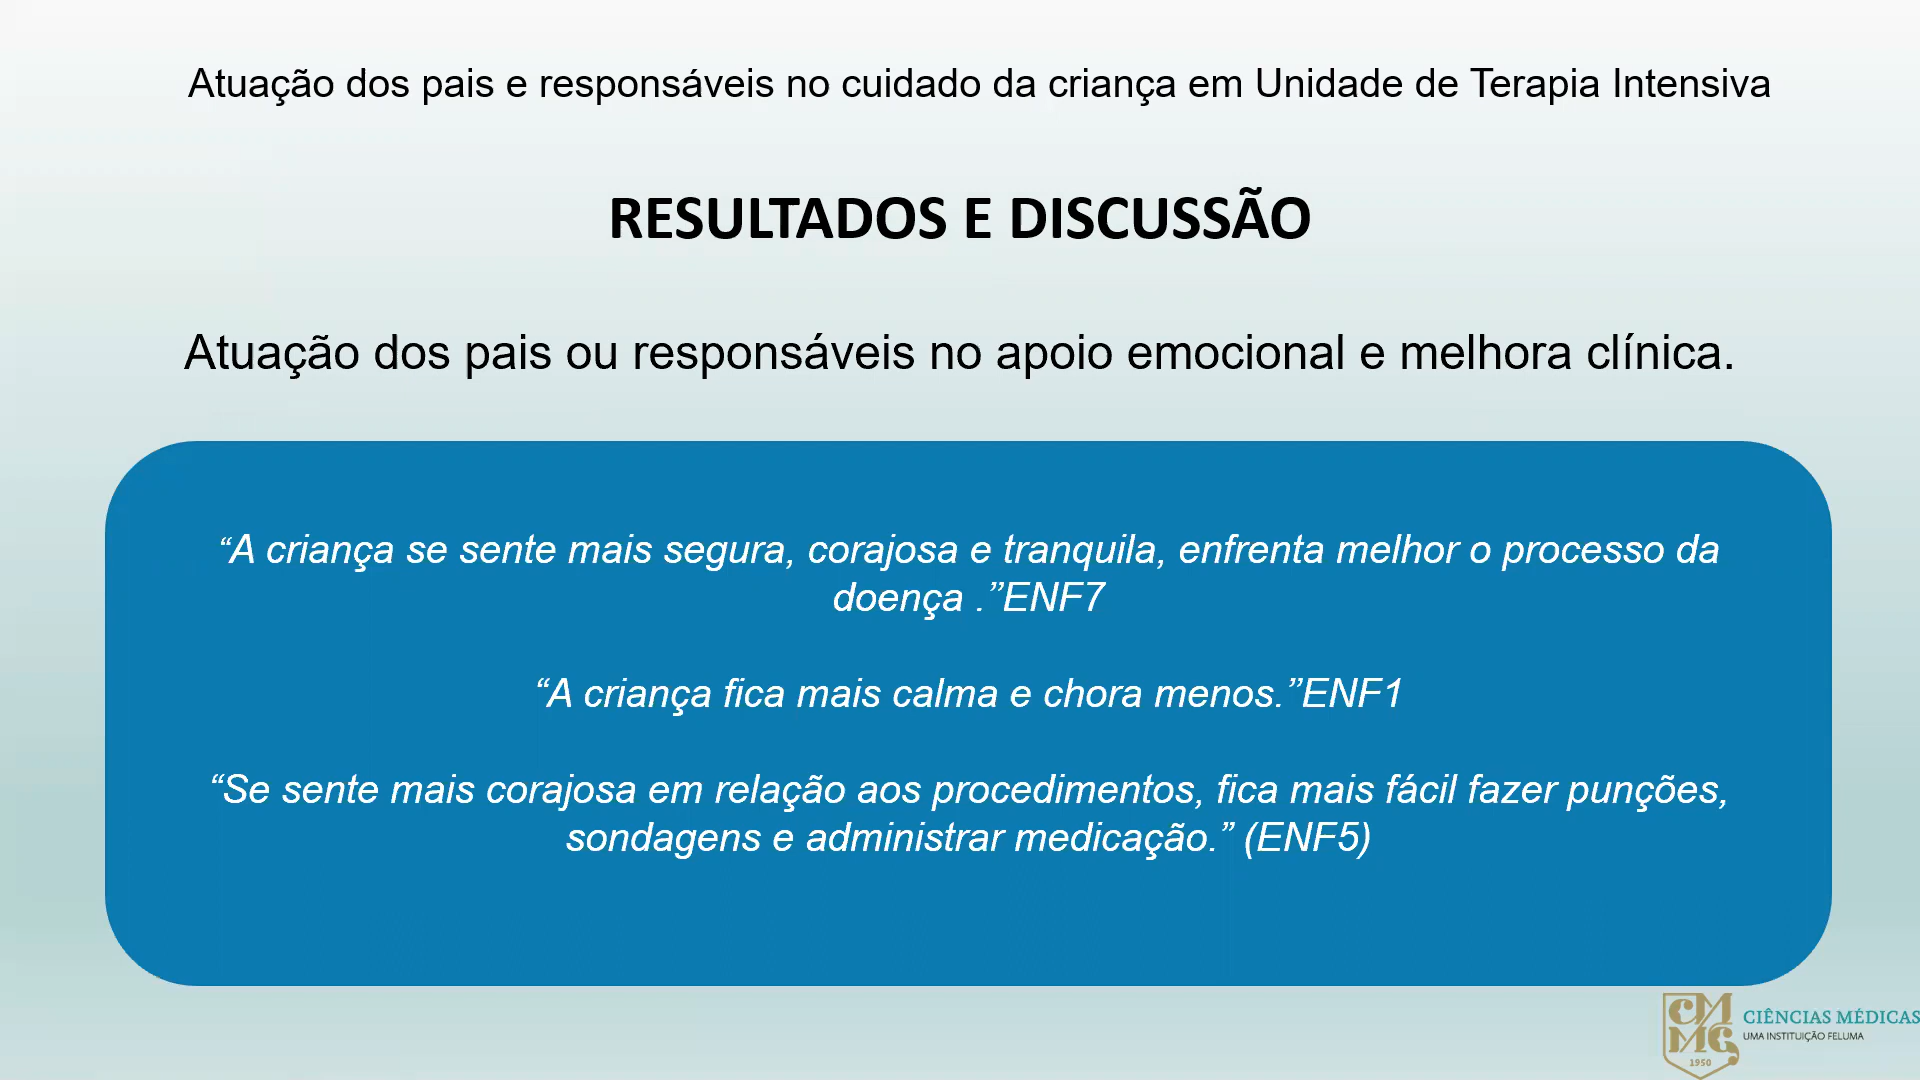 Atuação dos pais e responsáveis no cuidado da criança em Unidade de Terapia Intensiva
RESULTADOS E DISCUSSÃO
Atuação dos pais ou responsáveis no apoio emocional e melhora clínica.
“A criança se sente mais segura, corajosa e tranquila, enfrenta melhor o processo da
doença .”ENF7
“A criança fica mais calma e chora menos.”ENF1
“Se sente mais corajosa em relação aos procedimentos, fica mais fácil fazer punções,
sondagens e administrar medicação.” (ENF5)
CMMG
1950
CIÊNCIAS MÉDICAS
UMA INSTITUIÇÃO FELUMA